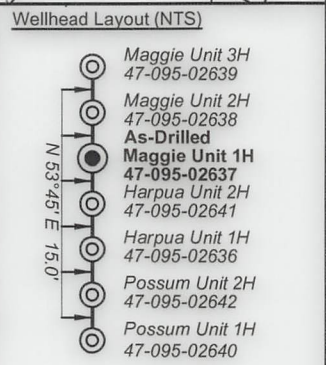 Wellhead Layout (NTS)
Maggie Unit 3H
47-095-02639
Maggie Unit 2H
47-095-02638
As-Drilled
Maggie Unit 1H
47-095-02637
Harpua Unit 2H
47-095-02641
Harpua Unit 1H
47-095-02636
Possum Unit 2H
47-095-02642
Possum Unit 1H
47-095-02640
N 53°45' E 15.0'